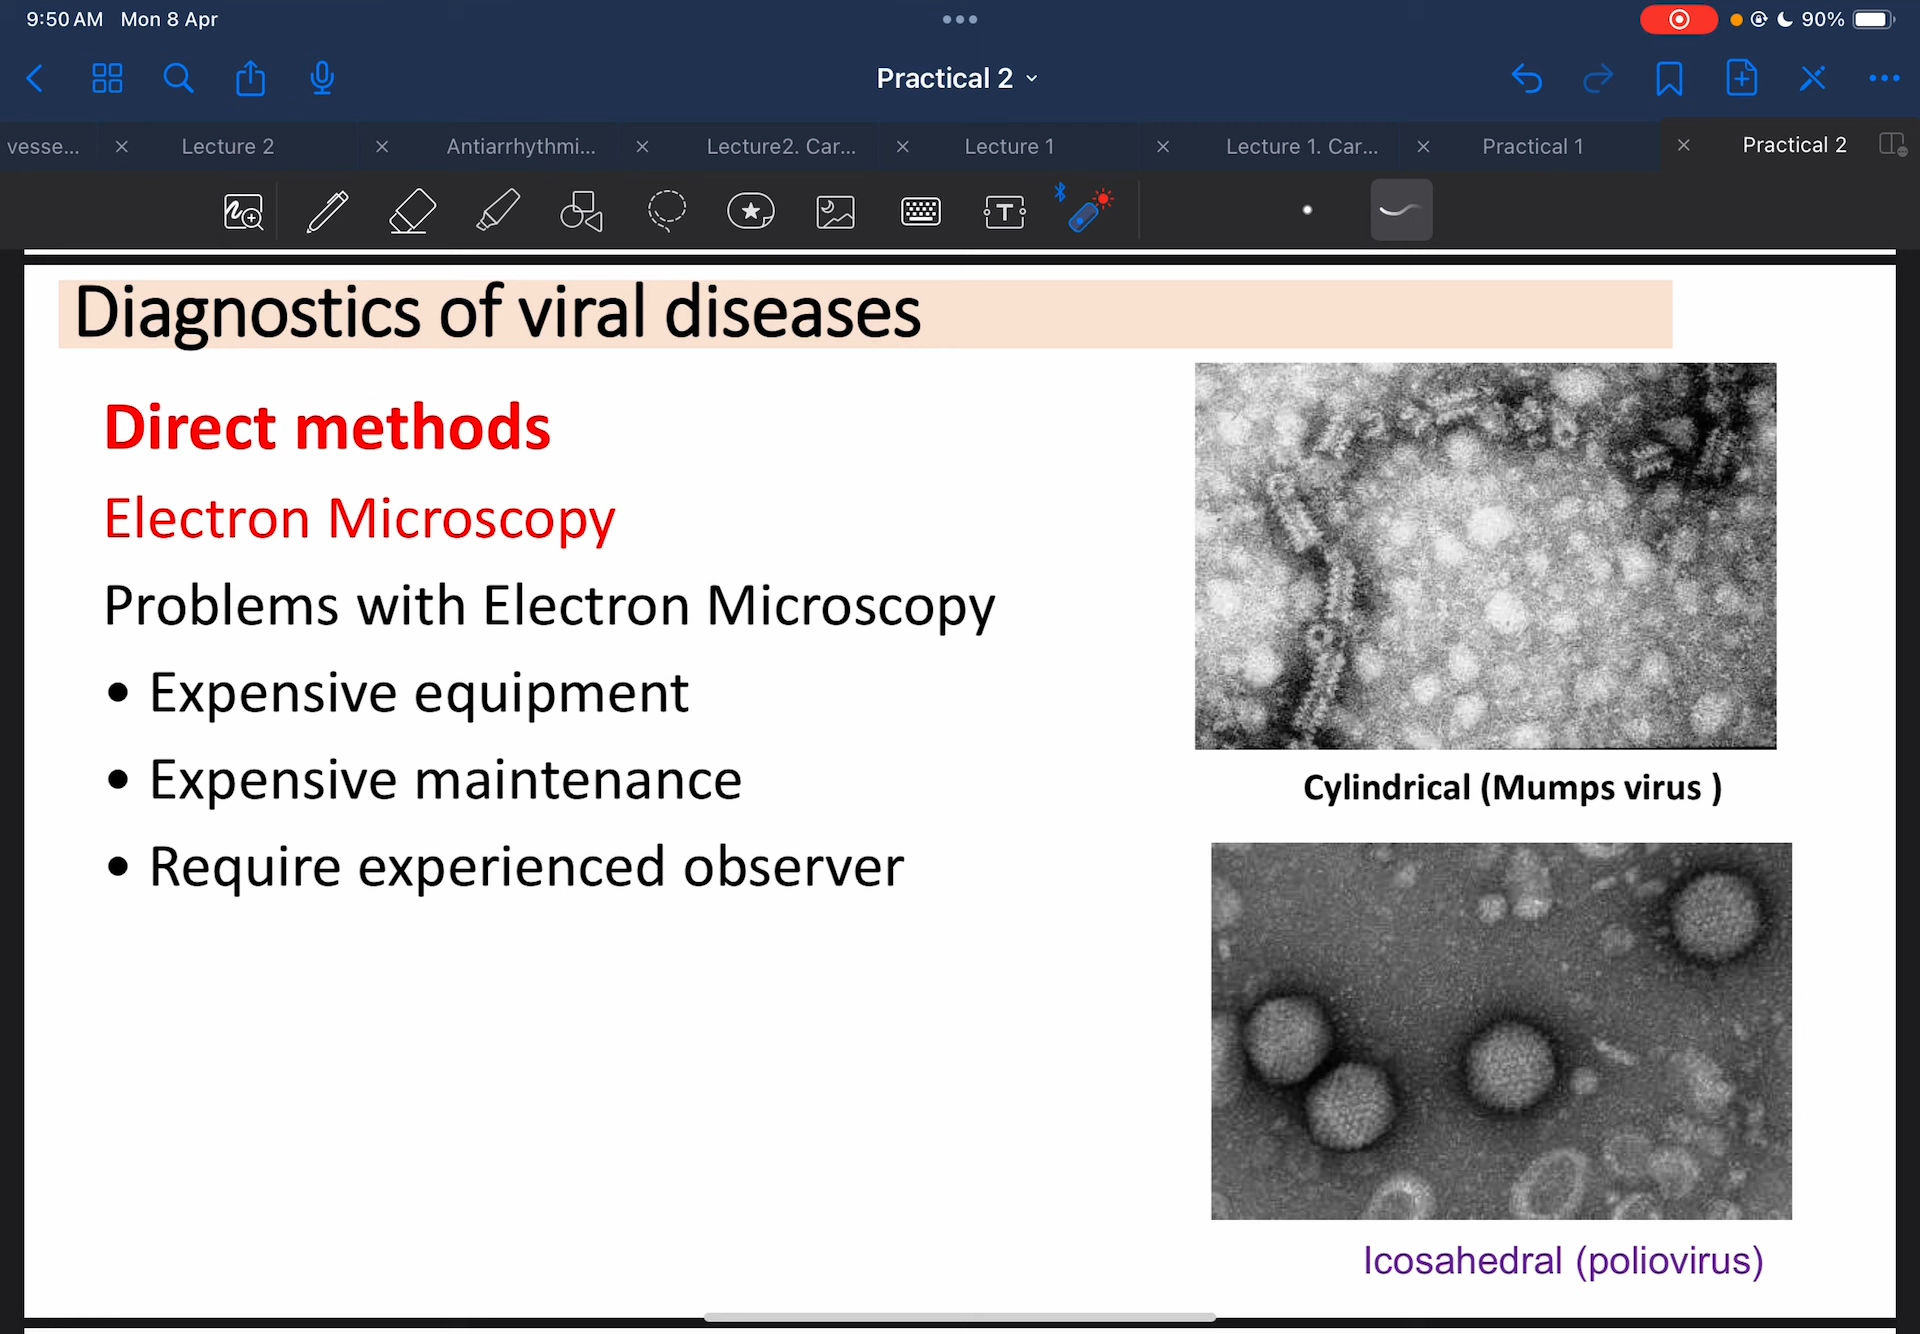 9:50 AM Mon 8 Apr
90%
Practical 2
vesse...
Lecture 2
Antiarrhythmi...
Lecture2. Car...
Lecture 1
Lecture 1. Car...
Practical 1
Practical 2
Diagnostics of viral diseases
Direct methods
Electron Microscopy
Problems with Electron Microscopy
• Expensive equipment
• Expensive maintenance
• Require experienced observer
Cylindrical (Mumps virus )
Icosahedral (poliovirus)